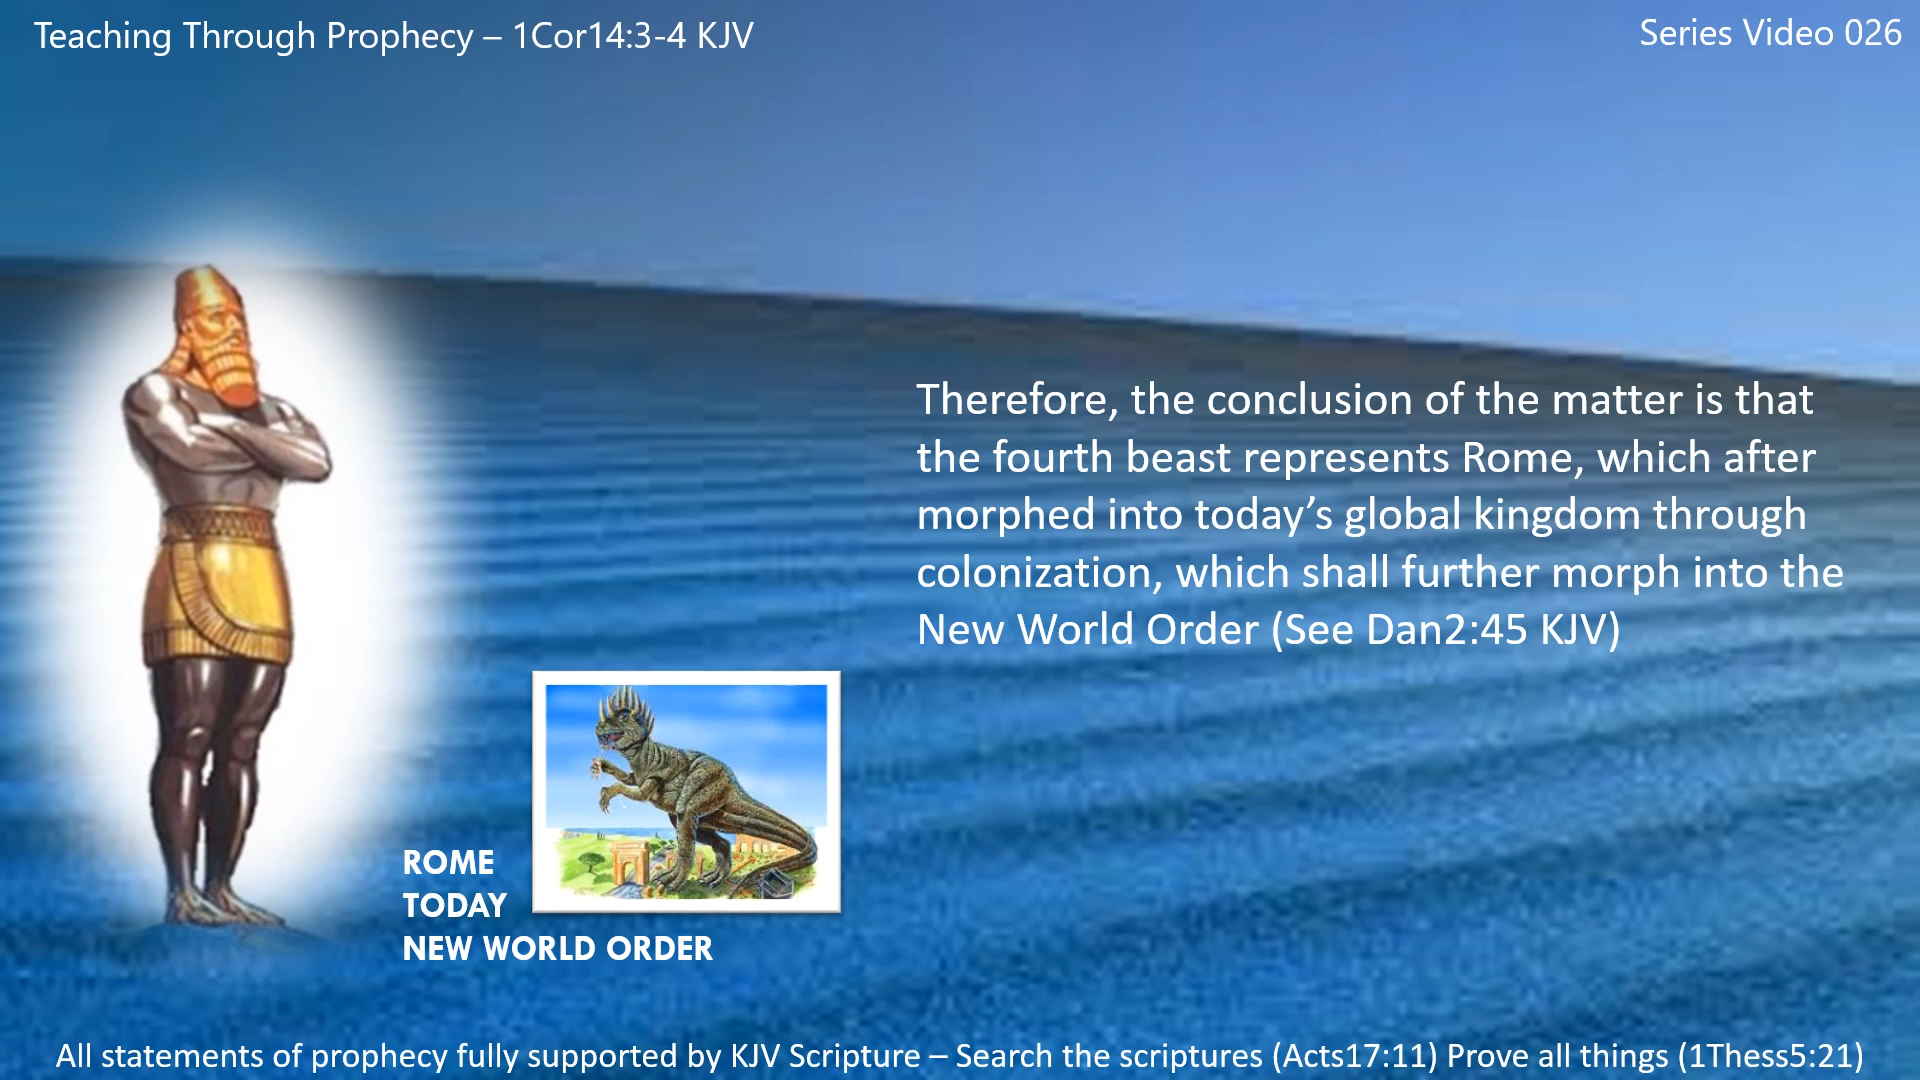 Teaching Through Prophecy – 1Cor14:3-4 KJV
Series Video 026
Therefore, the conclusion of the matter is that
the fourth beast represents Rome, which after
morphed into today’s global kingdom through
colonization, which shall further morph into the
New World Order (See Dan2:45 KJV)
ROME
TODAY
NEW WORLD ORDER
All statements of prophecy fully supported by KJV Scripture – Search the scriptures (Acts17:11) Prove all things (1Thess5:21)